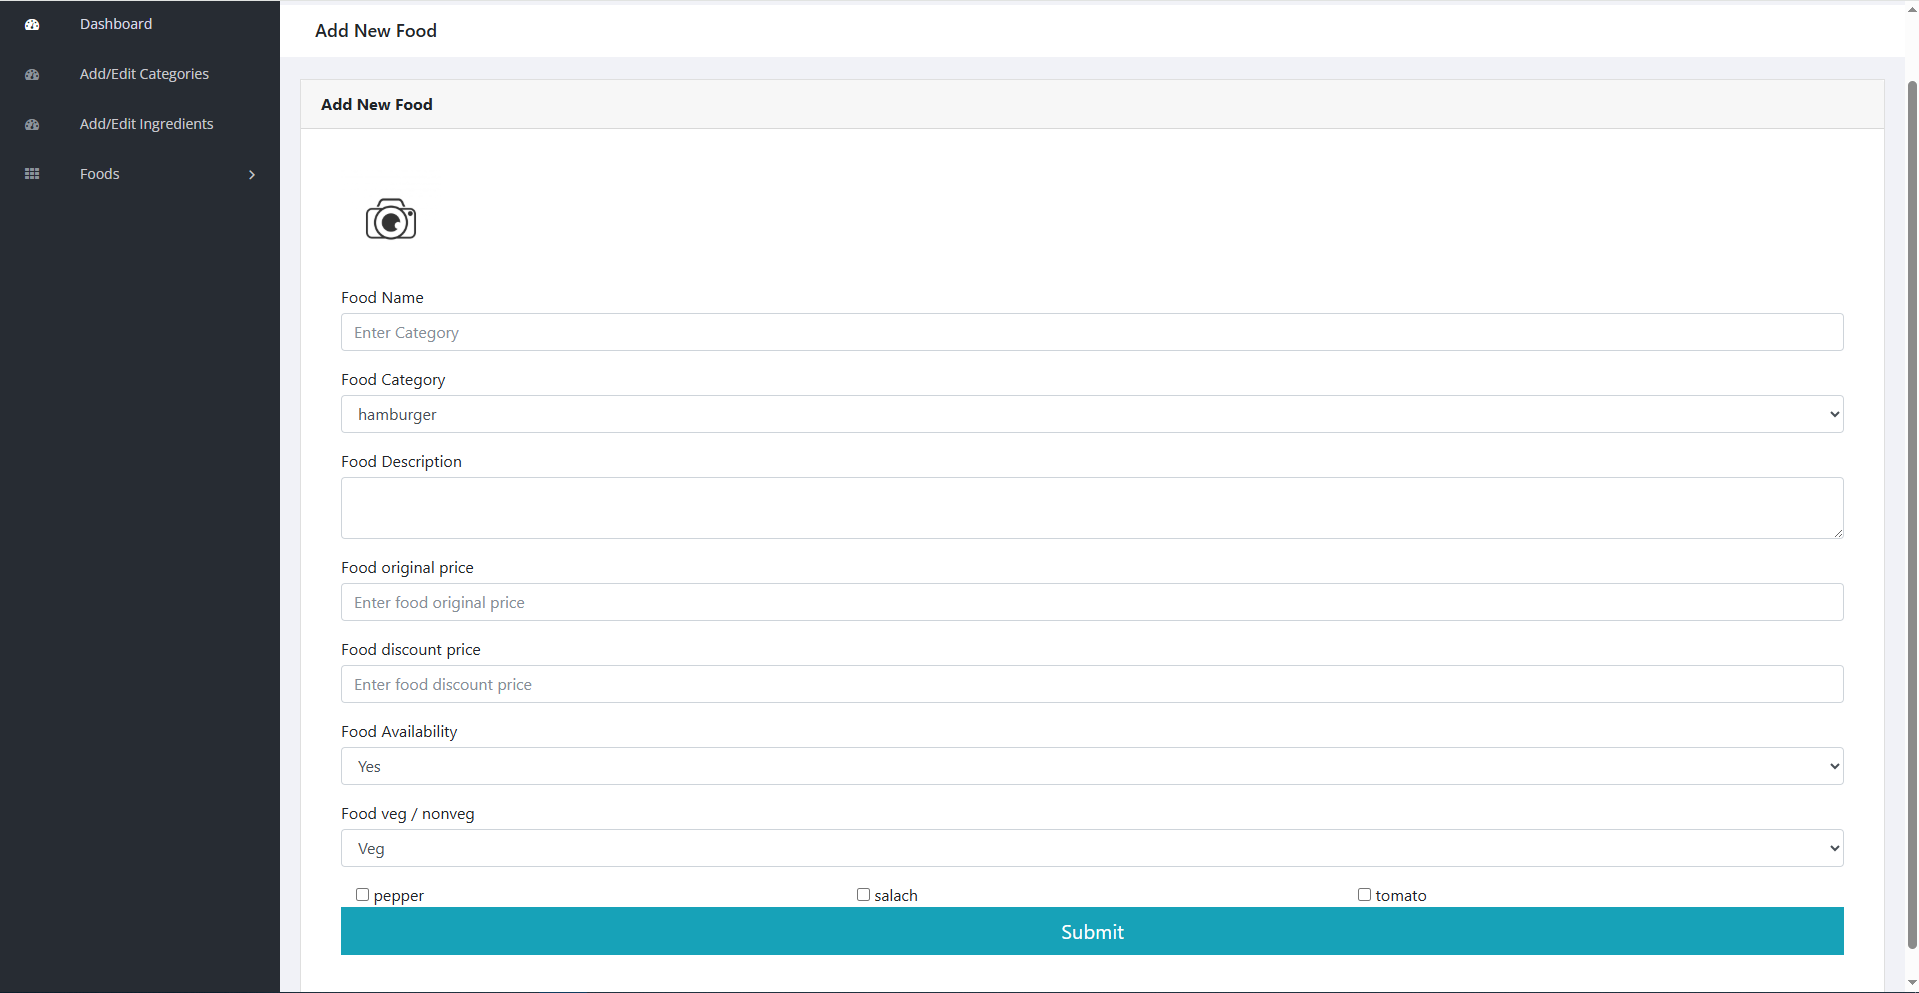 Dashboard
Add/Edit Categories
Add/Edit Ingredients
Foods
Add New Food
Add New Food
Food Name
Enter Category
Food Category
hamburger
Food Description
Food original price
Enter food original price
Food discount price
Enter food discount price
Food Availability
Yes
Food veg / nonveg
Veg
pepper salach tomato
Submit